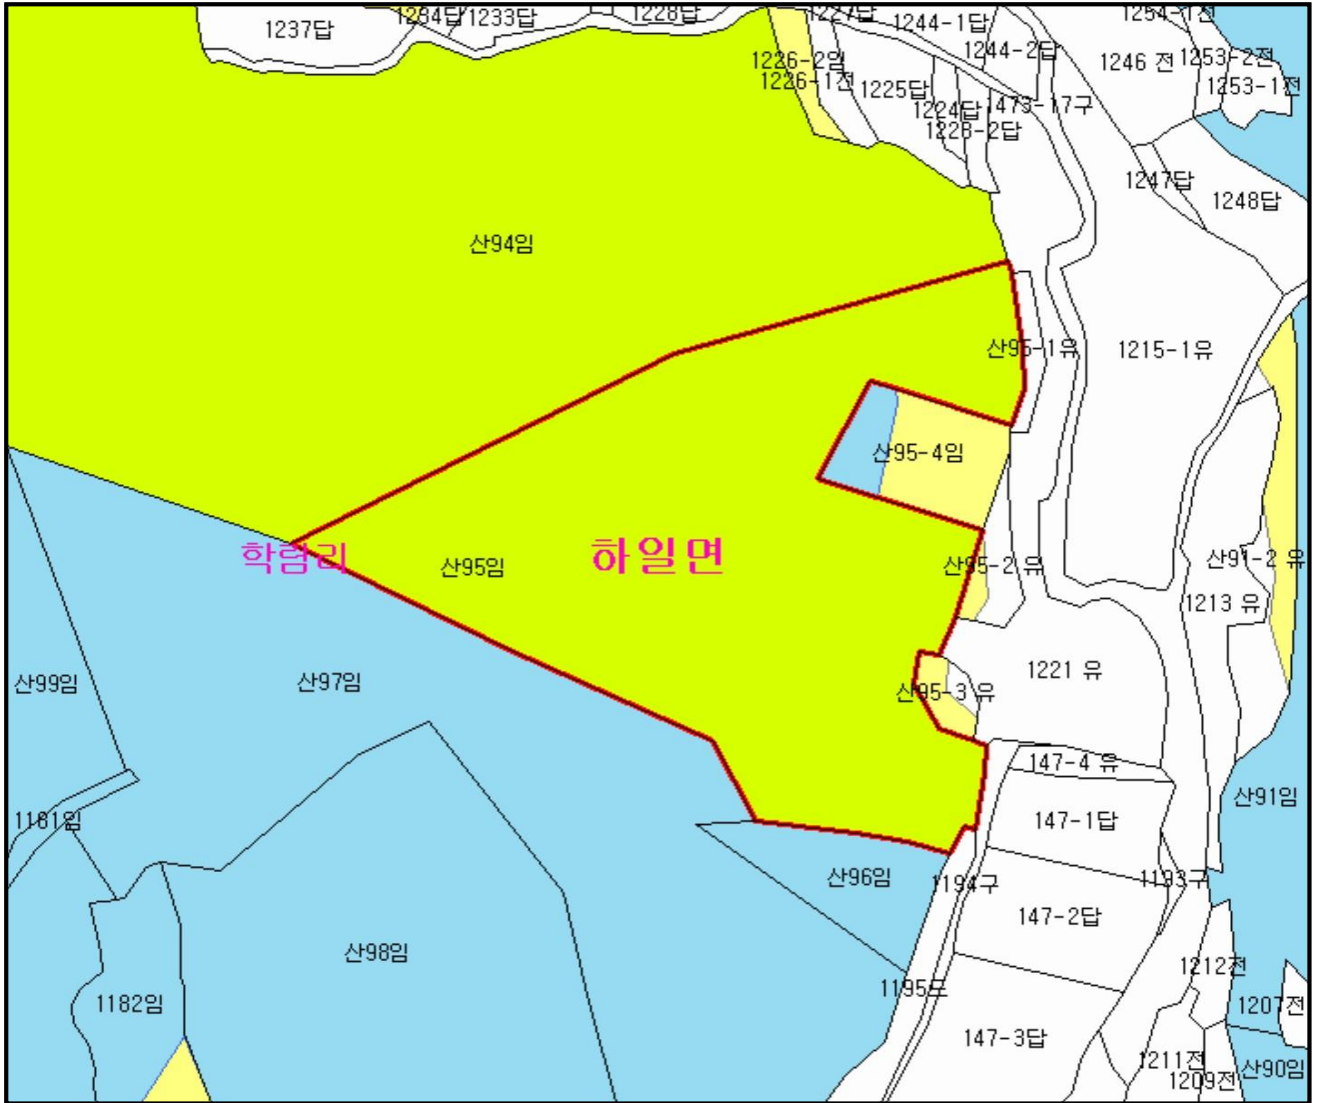 1237답
1234답
1233답
1228답
1227답
1244-1답
1254-1전
1244-2답
1226-2임
1226-1전
1225답
1246 전
1253-2전
1253-1전
1224답
1473-17구
1228-2답
1247답
1248답
산94임
산95-1유
1215-1유
산95-4임
학림리
하일면
산95임
산95-2 유
산91-2 유
1213 유
산99임
산97임
산95-3 유
1221 유
147-4 유
산91임
1181임
147-1답
산96임
1194구
1193구
147-2답
산98임
1212전
1195도
1182임
1207전
147-3답
1211전
1209전
산90임